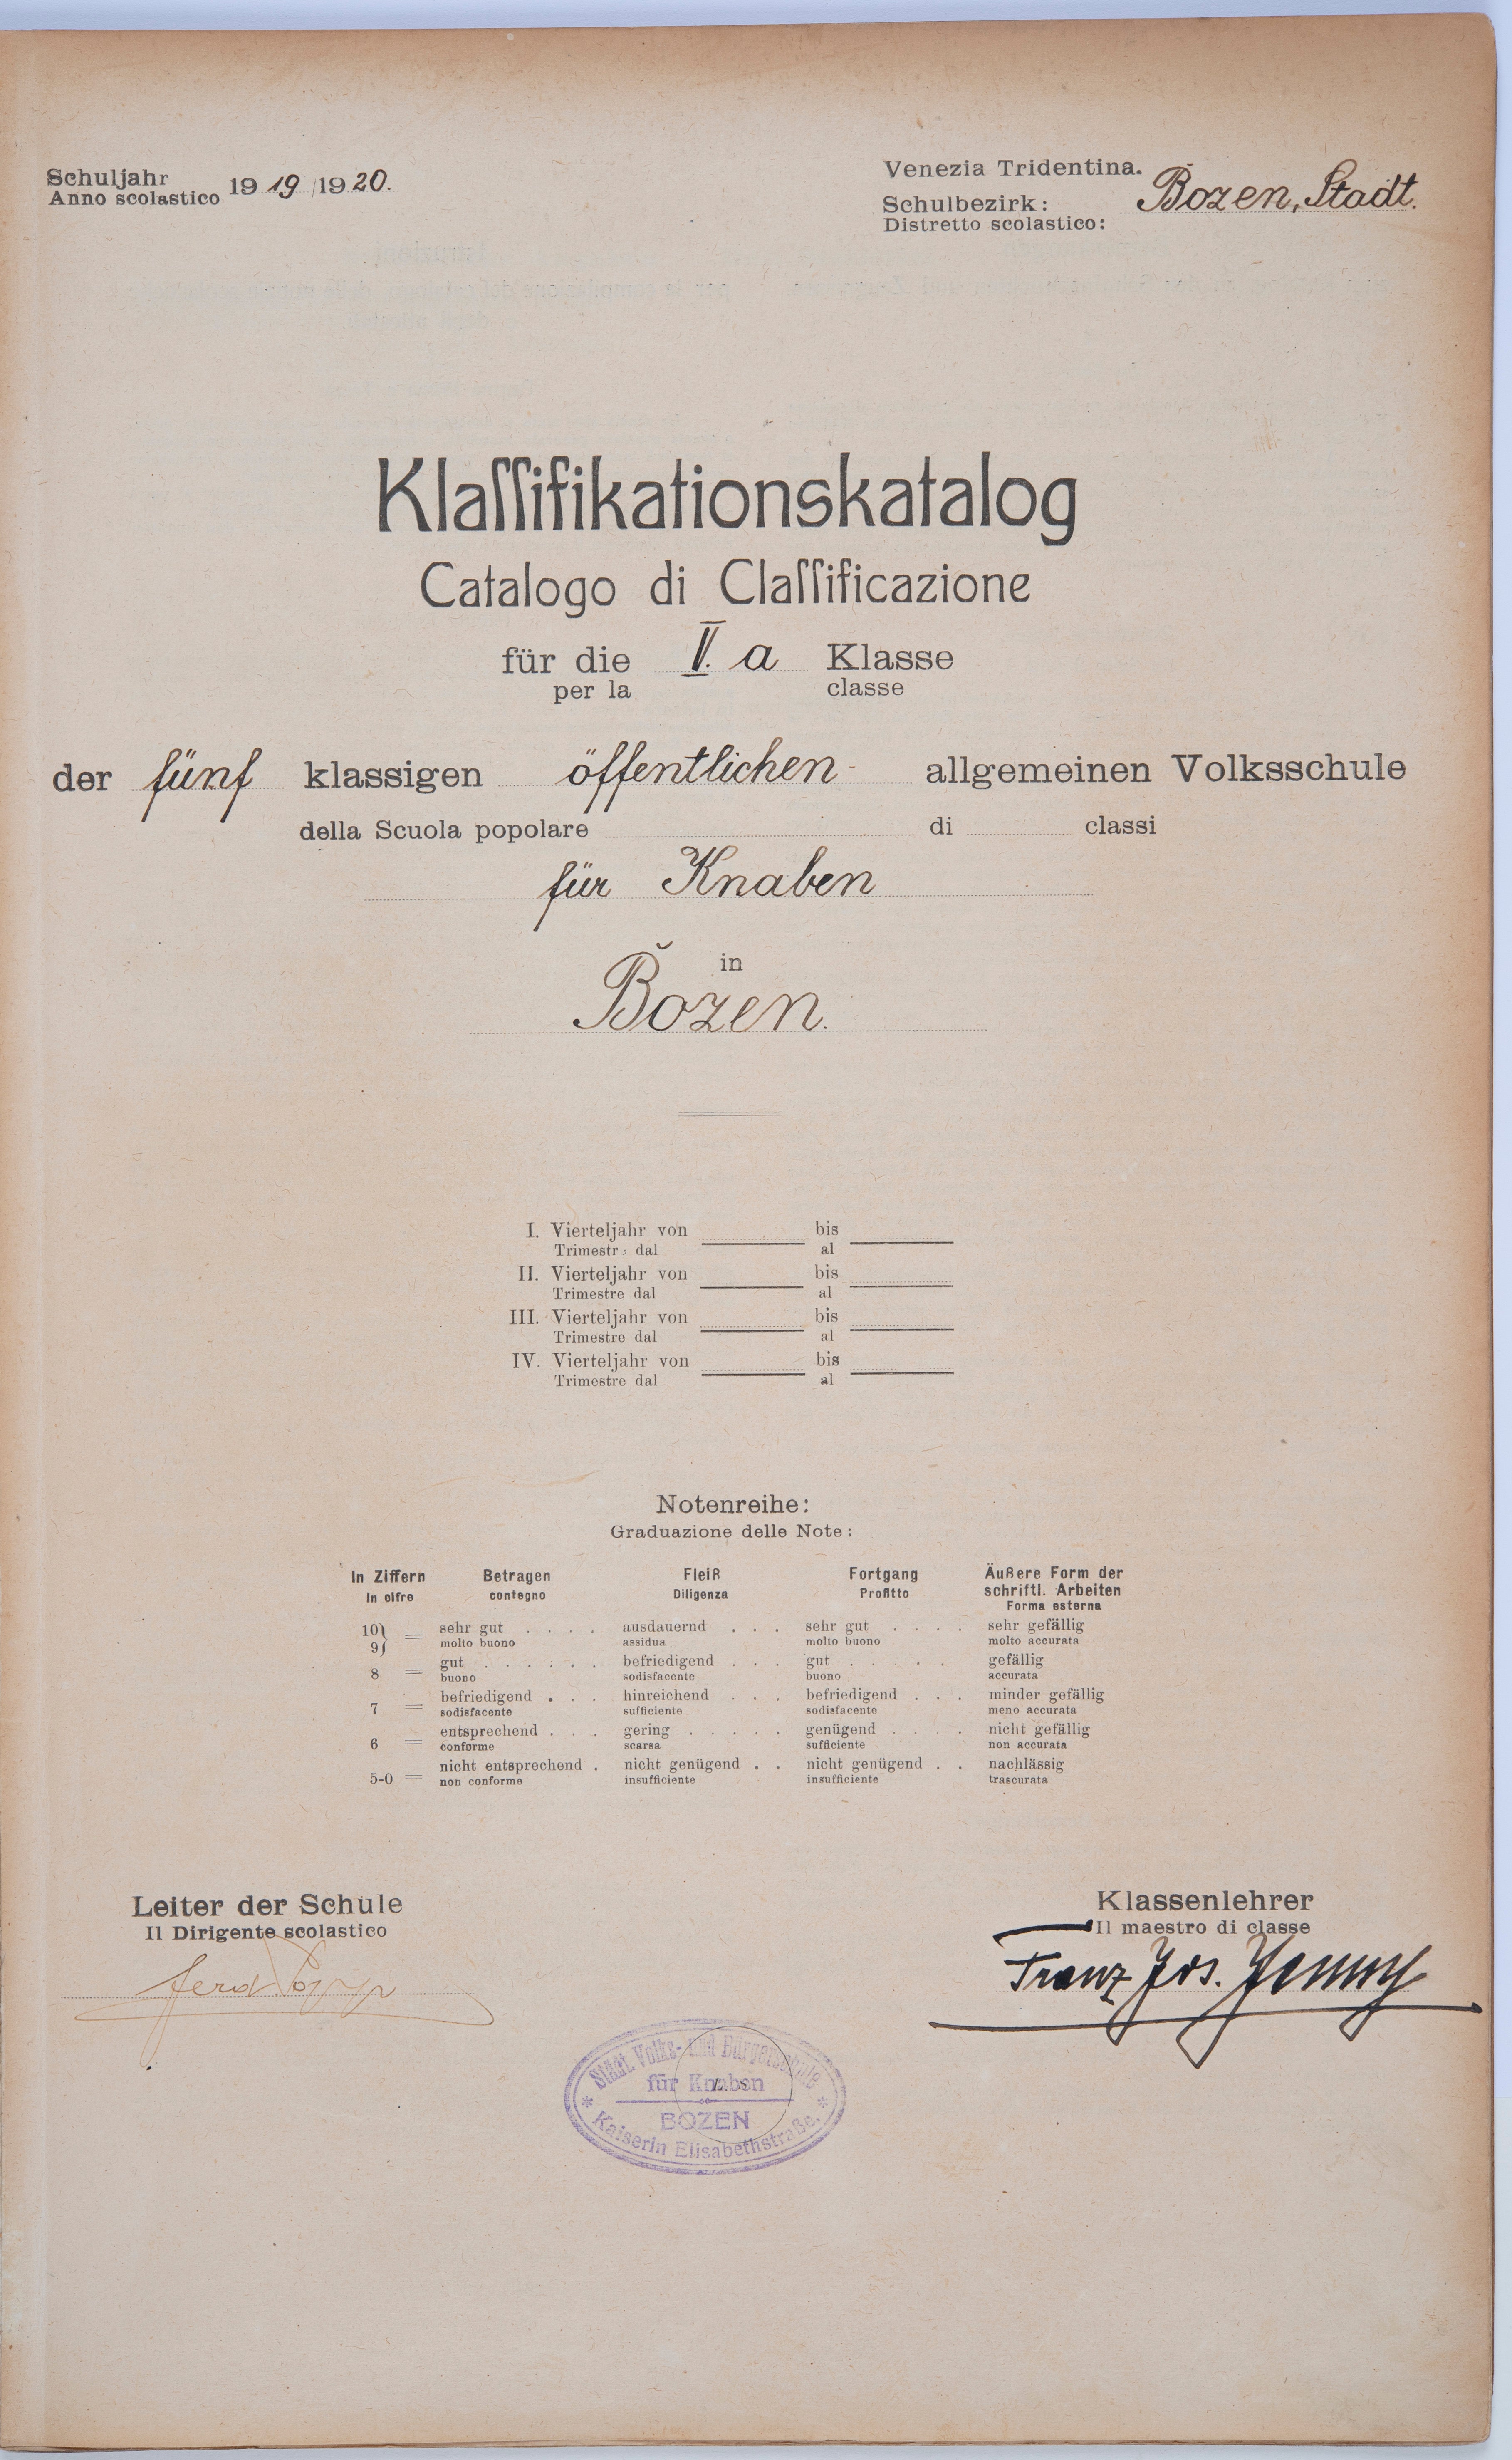 Schuljahr
Anno scolastico 1919/1920.
Venezia Tridentina.
Schulbezirk: Bozen, Stadt.
Distretto scolastico:
Klaſſifikationskatalog
Catalogo di Claſſificazione
für die V. a Klasse
per la classe
der fünf klassigen öffentlichen allgemeinen Volksschule
della Scuola popolare di classi
für Knaben
in
Bozen.
I. Vierteljahr von bis
Trimestre dal al
II. Vierteljahr von bis
Trimestre dal al
III. Vierteljahr von bis
Trimestre dal al
IV. Vierteljahr von bis
Trimestre dal al
Notenreihe:
Graduazione delle Note:
In Ziffern Betragen Fleiß Fortgang Äußere Form der schriftl. Arbeiten
In cifre contegno Diligenza Profitto Forma esterna
10 } = sehr gut . . . . ausdauernd . . . sehr gut . . . . sehr gefällig
9 } molto buono assidua molto buono molto accurata
8 = gut . . . . . . befriedigend . . . gut . . . . gefällig
buono sodisfacente buono accurata
7 = befriedigend . . . hinreichend . . . befriedigend . . . minder gefällig
sodisfacente sufficiente sodisfacente meno accurata
6 = entsprechend . . . gering . . . . . genügend . . . . nicht gefällig
conforme scarsa sufficiente non accurata
5-0 = nicht entsprechend . nicht genügend . . nicht genügend . . nachlässig
non conforme insufficiente insufficiente trascurata
Leiter der Schule
Il Dirigente scolastico
Ferd.
Klassenlehrer
Il maestro di classe
Franz Jos. Jenny
Städt. Volks- und Bürgerschule
für Knaben
L. S.
BOZEN
Kaiserin Elisabethstraße.